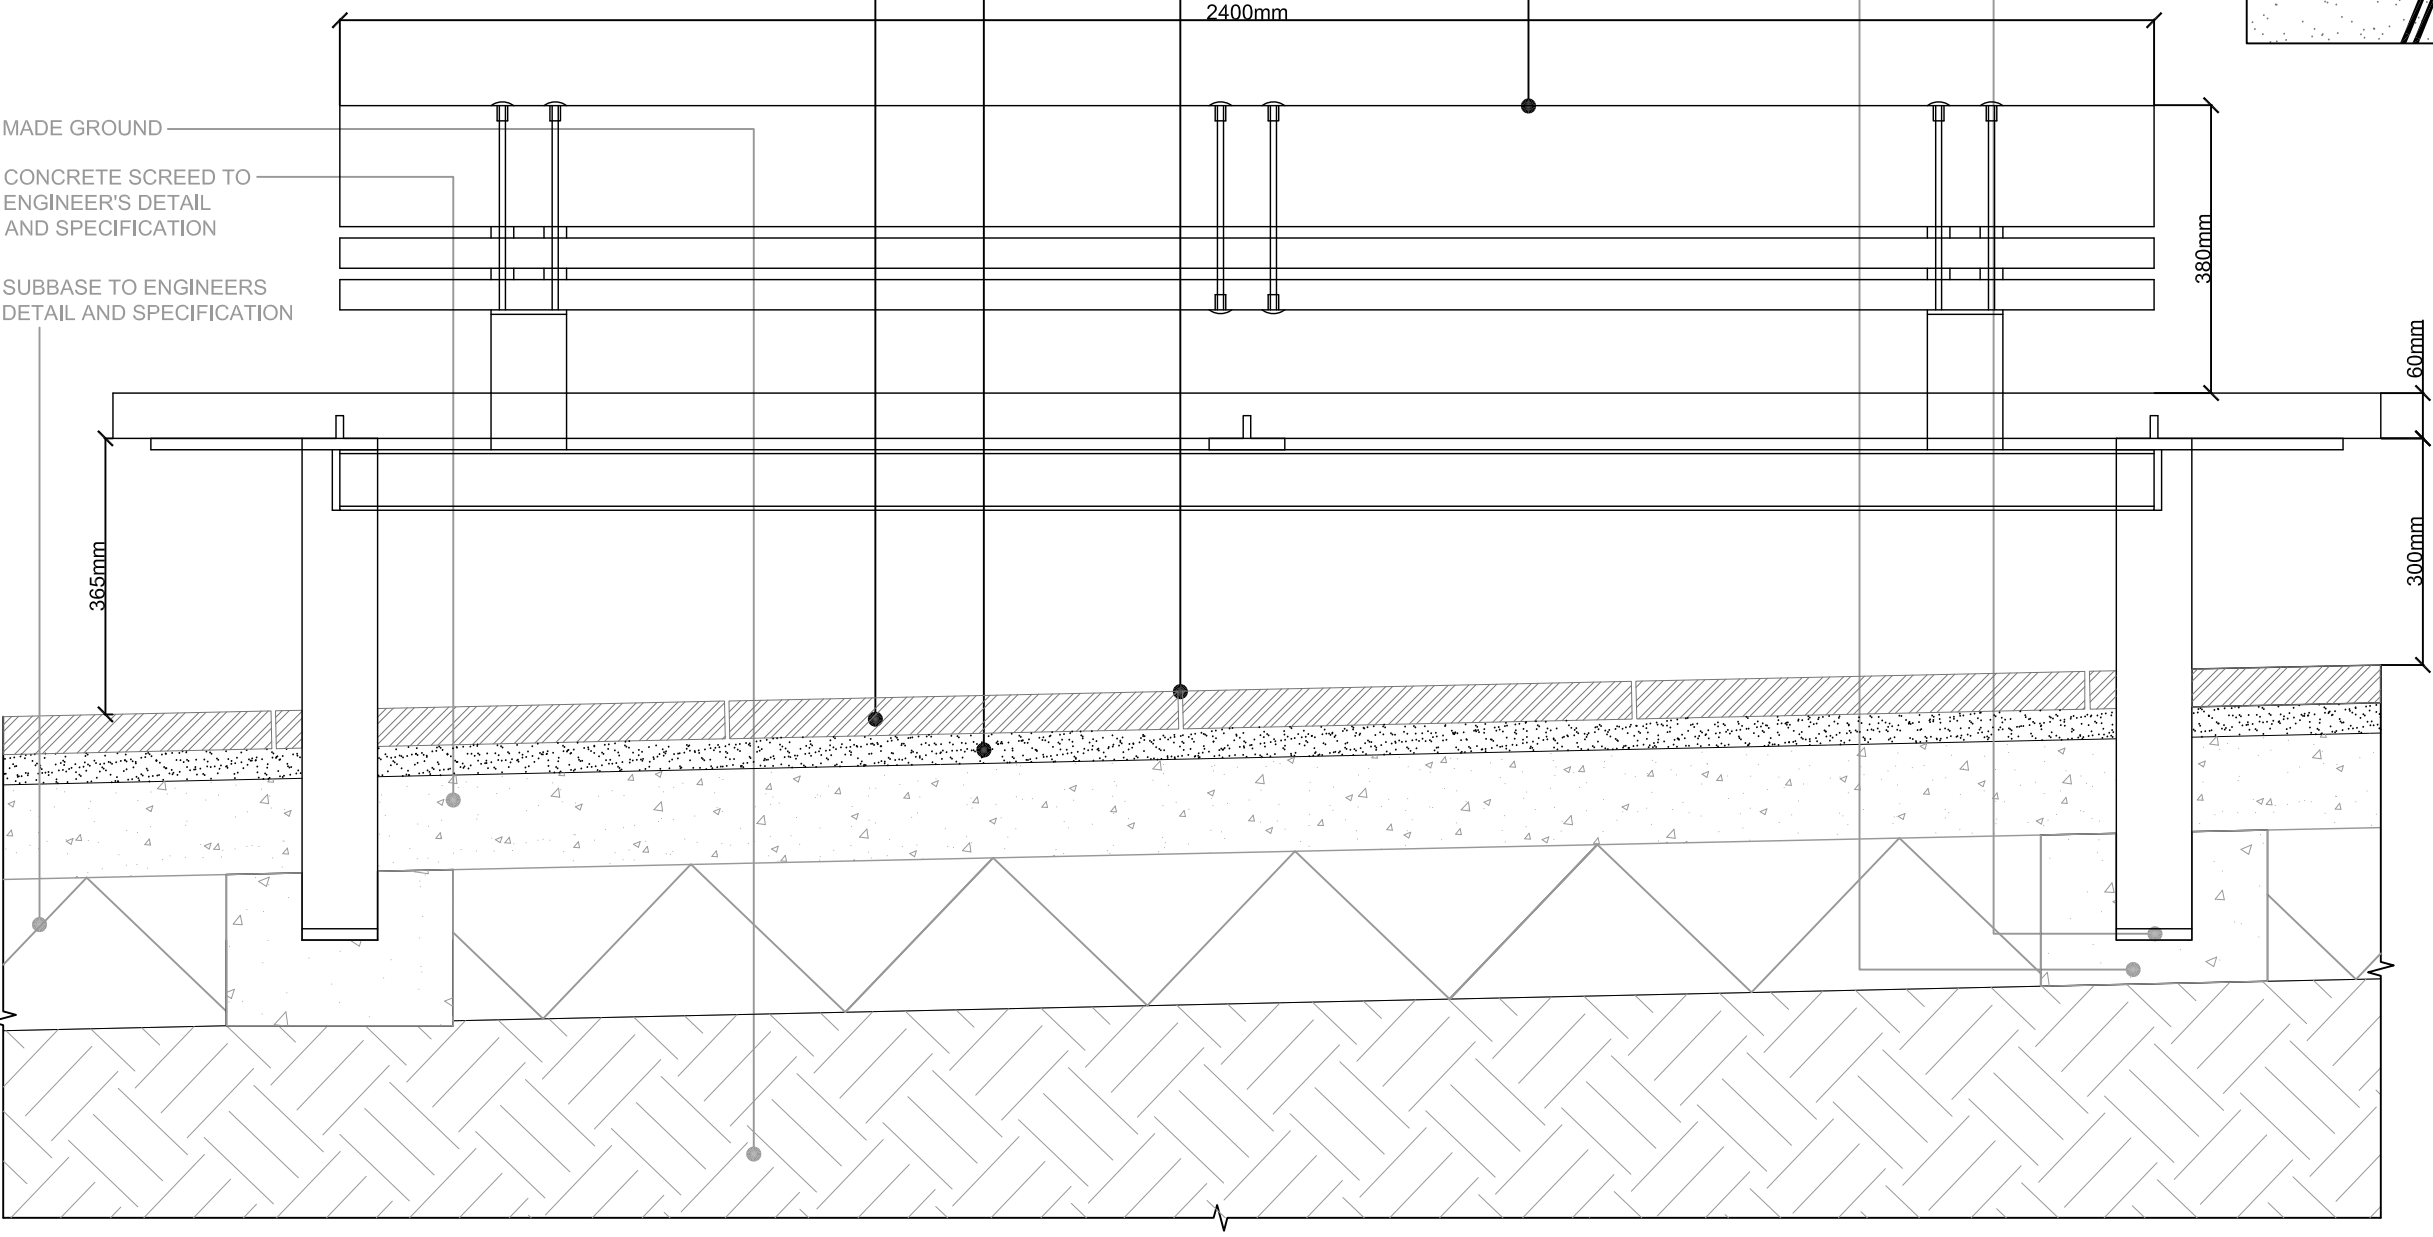 2400mm
MADE GROUND
CONCRETE SCREED TO
ENGINEER'S DETAIL
AND SPECIFICATION
SUBBASE TO ENGINEERS
DETAIL AND SPECIFICATION
380mm
60mm
365mm
300mm